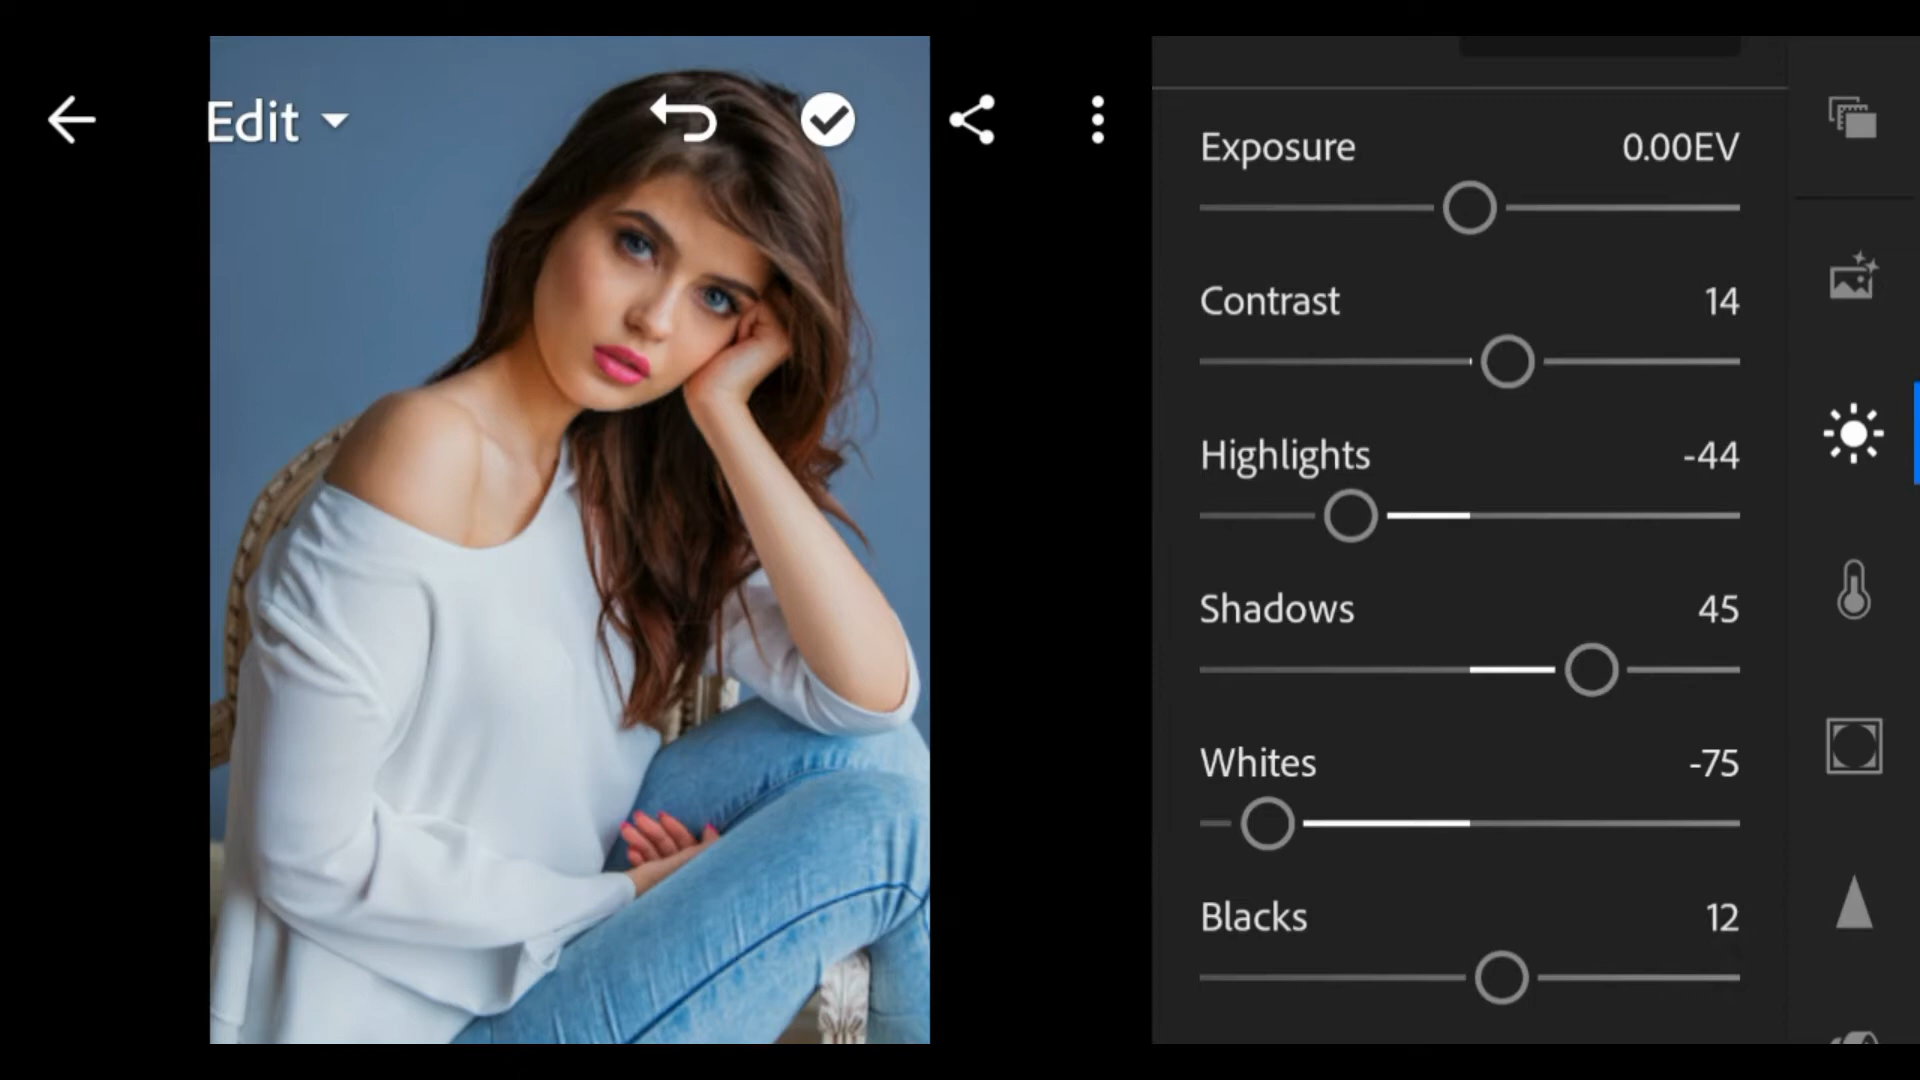 Edit
Exposure 0.00EV
Contrast 14
Highlights -44
Shadows 45
Whites -75
Blacks 12